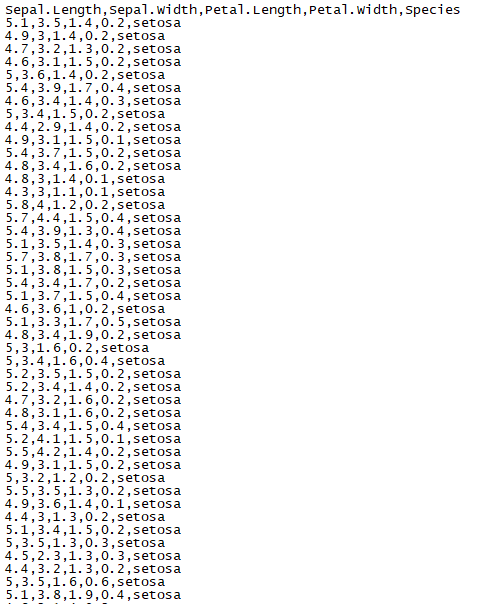 Sepal.Length,Sepal.Width,Petal.Length,Petal.Width,Species
5.1,3.5,1.4,0.2,setosa
4.9,3,1.4,0.2,setosa
4.7,3.2,1.3,0.2,setosa
4.6,3.1,1.5,0.2,setosa
5,3.6,1.4,0.2,setosa
5.4,3.9,1.7,0.4,setosa
4.6,3.4,1.4,0.3,setosa
5,3.4,1.5,0.2,setosa
4.4,2.9,1.4,0.2,setosa
4.9,3.1,1.5,0.1,setosa
5.4,3.7,1.5,0.2,setosa
4.8,3.4,1.6,0.2,setosa
4.8,3,1.4,0.1,setosa
4.3,3,1.1,0.1,setosa
5.8,4,1.2,0.2,setosa
5.7,4.4,1.5,0.4,setosa
5.4,3.9,1.3,0.4,setosa
5.1,3.5,1.4,0.3,setosa
5.7,3.8,1.7,0.3,setosa
5.1,3.8,1.5,0.3,setosa
5.4,3.4,1.7,0.2,setosa
5.1,3.7,1.5,0.4,setosa
4.6,3.6,1,0.2,setosa
5.1,3.3,1.7,0.5,setosa
4.8,3.4,1.9,0.2,setosa
5,3,1.6,0.2,setosa
5,3.4,1.6,0.4,setosa
5.2,3.5,1.5,0.2,setosa
5.2,3.4,1.4,0.2,setosa
4.7,3.2,1.6,0.2,setosa
4.8,3.1,1.6,0.2,setosa
5.4,3.4,1.5,0.4,setosa
5.2,4.1,1.5,0.1,setosa
5.5,4.2,1.4,0.2,setosa
4.9,3.1,1.5,0.2,setosa
5,3.2,1.2,0.2,setosa
5.5,3.5,1.3,0.2,setosa
4.9,3.6,1.4,0.1,setosa
4.4,3,1.3,0.2,setosa
5.1,3.4,1.5,0.2,setosa
5,3.5,1.3,0.3,setosa
4.5,2.3,1.3,0.3,setosa
4.4,3.2,1.3,0.2,setosa
5,3.5,1.6,0.6,setosa
5.1,3.8,1.9,0.4,setosa